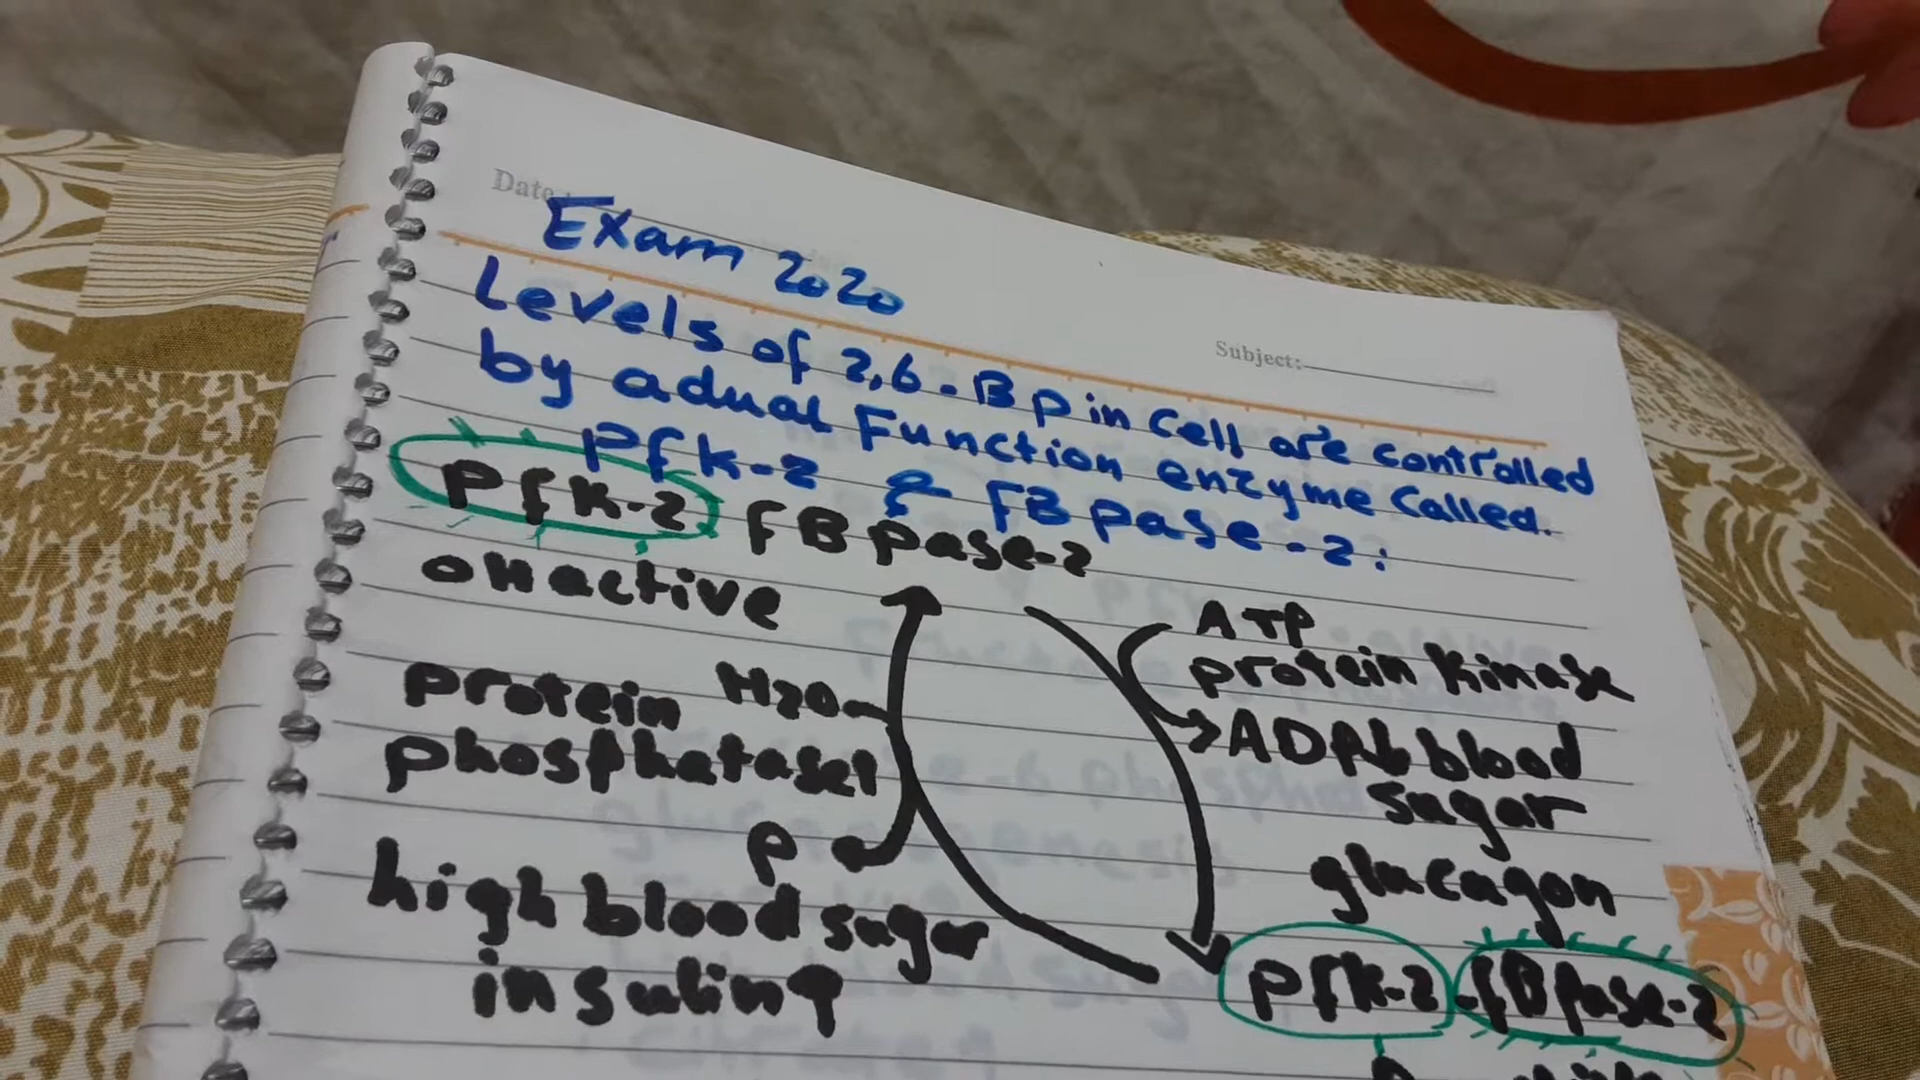 Date
EXam 2020
Subject:
Levels of 2,6-BP in Cell are controlled
by adual Function enzyme Called.
Pfk-2 & FBpase-2:
Pfk-2 fBpase-2
active
ATP
protein Kinase
protein H2O
phosphatase1
ADP blood
sugar
P
high blood sugar
glucagon
insulin
Pfk-2 fBpase-2